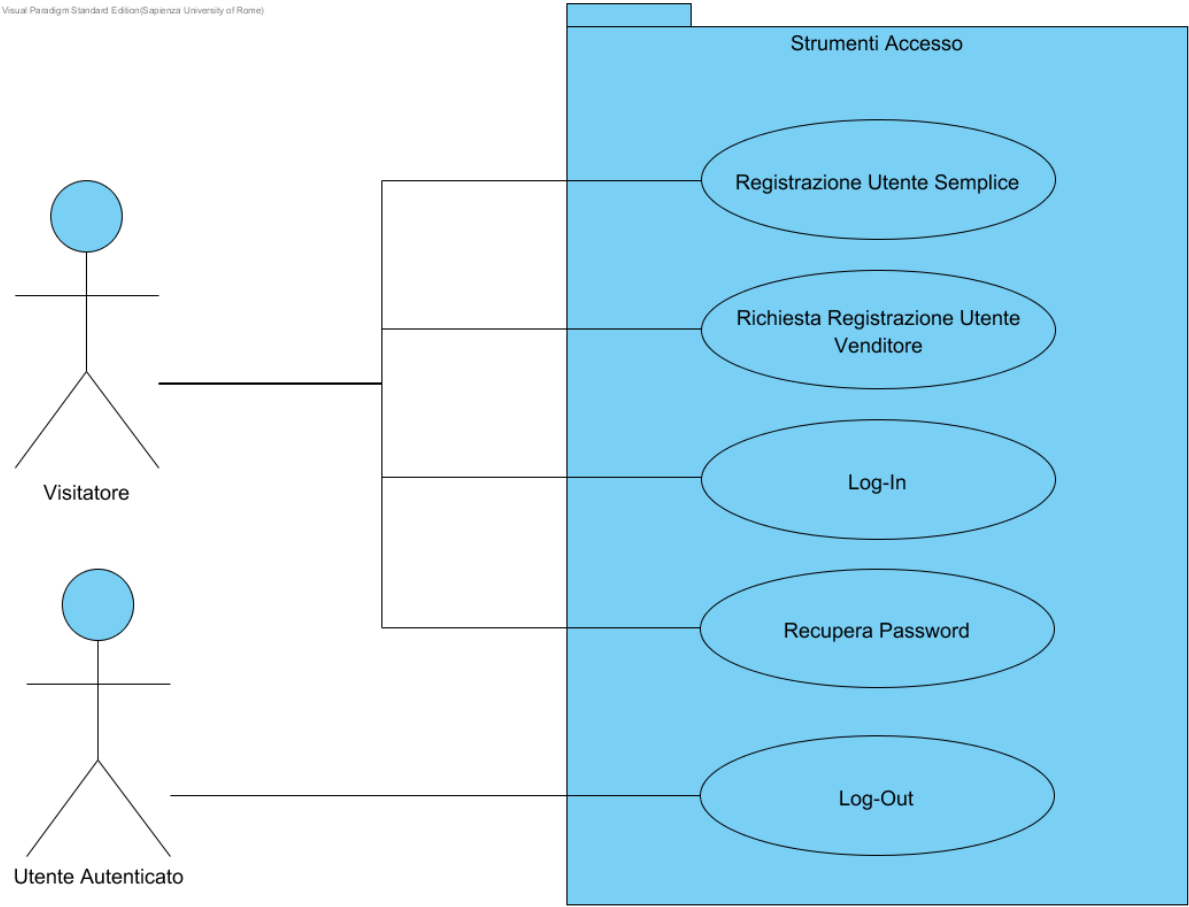 Visual Paradigm Standard Edition(Sapienza University of Rome)
Strumenti Accesso
Registrazione Utente Semplice
Richiesta Registrazione Utente
Venditore
Log-In
Visitatore
Recupera Password
Log-Out
Utente Autenticato